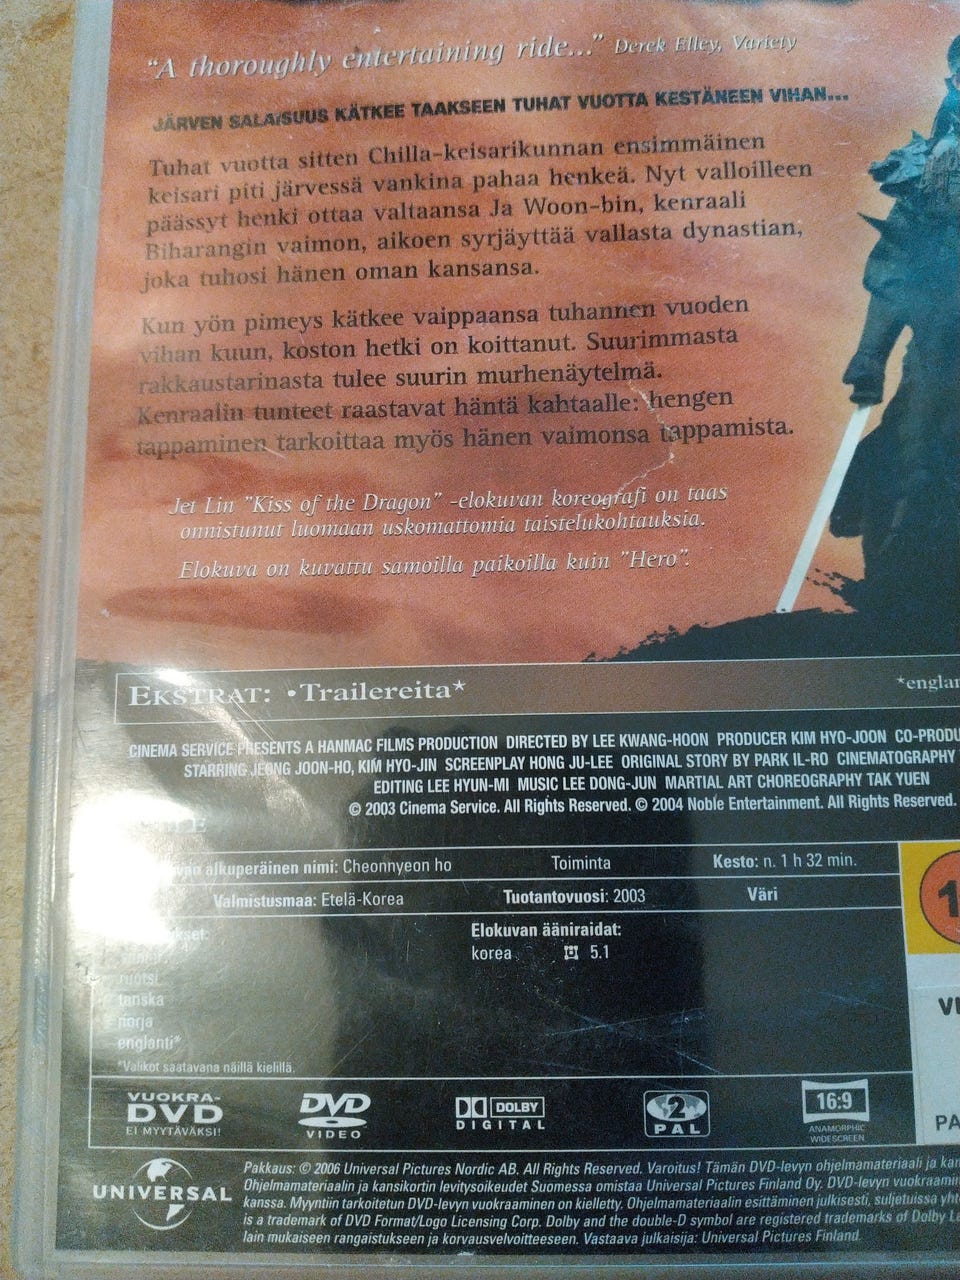 "A thoroughly entertaining ride..." Derek Elley, Variety
JÄRVEN SALAISUUS KÄTKEE TAAKSEEN TUHAT VUOTTA KESTÄNEEN VIHAN...
Tuhat vuotta sitten Chilla-keisarikunnan ensimmäinen
keisari piti järvessä vankina pahaa henkeä. Nyt valloilleen
päässyt henki ottaa valtaansa Ja Woon-bin, kenraali
Biharangin vaimon, aikoen syrjäyttää vallasta dynastian,
joka tuhosi hänen oman kansansa.
Kun yön pimeys kätkee vaippaansa tuhannen vuoden
vihan kuun, koston hetki on koittanut. Suurimmasta
rakkaustarinasta tulee suurin murhenäytelmä.
Kenraalin tunteet raastavat häntä kahtaalle: hengen
tappaminen tarkoittaa myös hänen vaimonsa tappamista.
Jet Lin "Kiss of the Dragon" -elokuvan koreografi on taas
onnistunut luomaan uskomattomia taistelukohtauksia.
Elokuva on kuvattu samoilla paikoilla kuin "Hero".
EKSTRAT: •Trailereita*
*englan
CINEMA SERVICE PRESENTS A HANMAC FILMS PRODUCTION DIRECTED BY LEE KWANG-HOON PRODUCER KIM HYO-JOON CO-PRODU
STARRING JEONG JOON-HO, KIM HYO-JIN SCREENPLAY HONG JU-LEE ORIGINAL STORY BY PARK IL-RO CINEMATOGRAPHY
EDITING LEE HYUN-MI MUSIC LEE DONG-JUN MARTIAL ART CHOREOGRAPHY TAK YUEN
© 2003 Cinema Service. All Rights Reserved. © 2004 Noble Entertainment. All Rights Reserved.
alkuperäinen nimi: Cheonnyeon ho Toiminta Kesto: n. 1 h 32 min.
Valmistusmaa: Etelä-Korea Tuotantovuosi: 2003 Väri
Elokuvan ääniraidat:
korea 5.1
ruotsi
tanska
norja
englanti*
*Valikot saatavana näillä kielillä.
VUOKRA-
DVD
EI MYYTÄVÄKSI!
DVD
VIDEO
DOLBY
DIGITAL
2
PAL
16:9
ANAMORPHIC
WIDESCREEN
PA
UNIVERSAL
Pakkaus: © 2006 Universal Pictures Nordic AB. All Rights Reserved. Varoitus! Tämän DVD-levyn ohjelmamateriaali ja kan
Ohjelmamateriaalin ja kansikortin levitysoikeudet Suomessa omistaa Universal Pictures Finland Oy. DVD-levyn vuokraamin
kanssa. Myyntiin tarkoitetun DVD-levyn vuokraaminen on kielletty. Ohjelmamateriaalin esittäminen julkisesti, suljetuissa yht
is a trademark of DVD Format/Logo Licensing Corp. Dolby and the double-D symbol are registered trademarks of Dolby La
lain mukaiseen rangaistukseen ja korvausvelvoitteeseen. Vastaava julkaisija: Universal Pictures Finland.